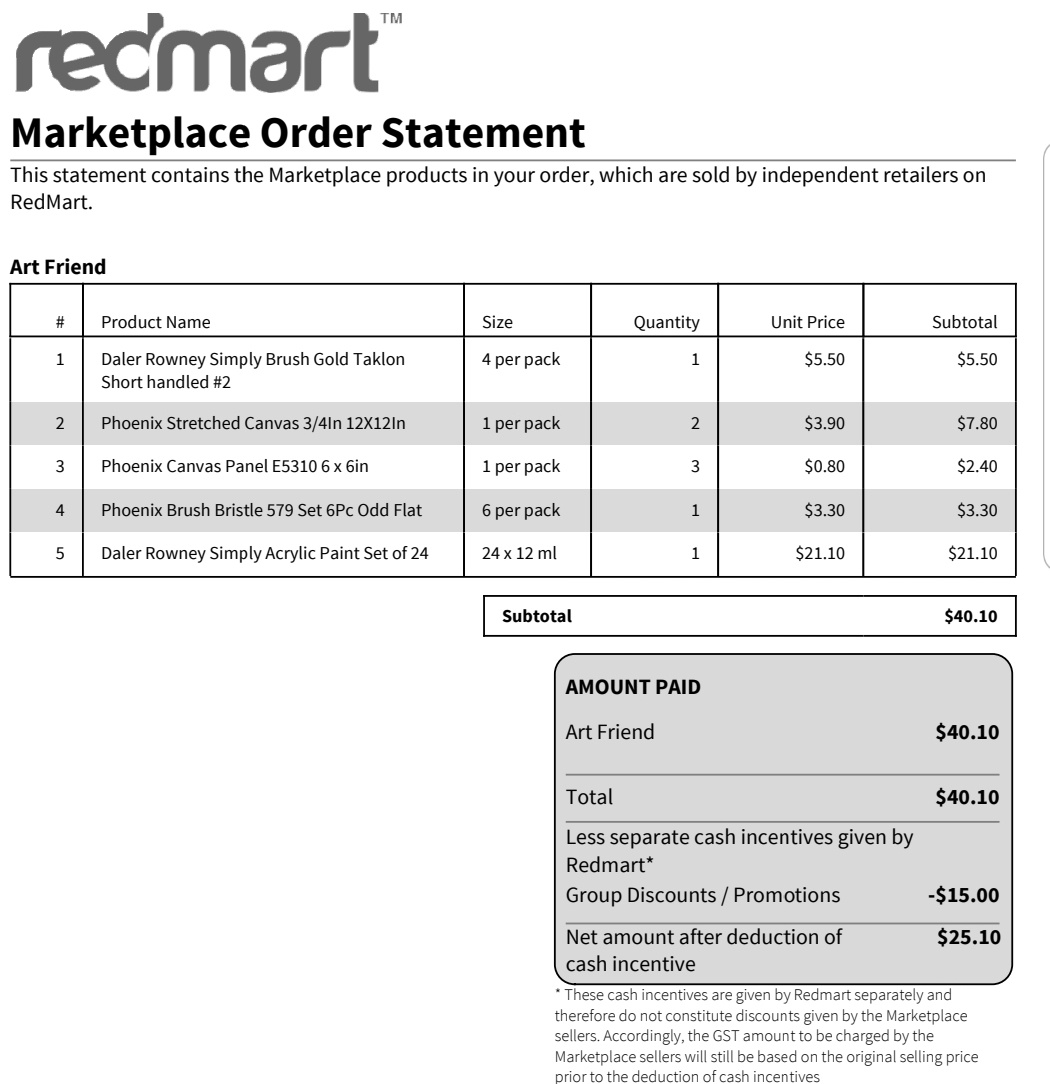 redmart™
Marketplace Order Statement
This statement contains the Marketplace products in your order, which are sold by independent retailers on
RedMart.
Art Friend
# Product Name Size Quantity Unit Price Subtotal
1 Daler Rowney Simply Brush Gold Taklon 4 per pack 1 $5.50 $5.50
Short handled #2
2 Phoenix Stretched Canvas 3/4In 12X12In 1 per pack 2 $3.90 $7.80
3 Phoenix Canvas Panel E5310 6 x 6in 1 per pack 3 $0.80 $2.40
4 Phoenix Brush Bristle 579 Set 6Pc Odd Flat 6 per pack 1 $3.30 $3.30
5 Daler Rowney Simply Acrylic Paint Set of 24 24 x 12 ml 1 $21.10 $21.10
Subtotal $40.10
AMOUNT PAID
Art Friend $40.10
Total $40.10
Less separate cash incentives given by
Redmart*
Group Discounts / Promotions -$15.00
Net amount after deduction of $25.10
cash incentive
* These cash incentives are given by Redmart separately and
therefore do not constitute discounts given by the Marketplace
sellers. Accordingly, the GST amount to be charged by the
Marketplace sellers will still be based on the original selling price
prior to the deduction of cash incentives